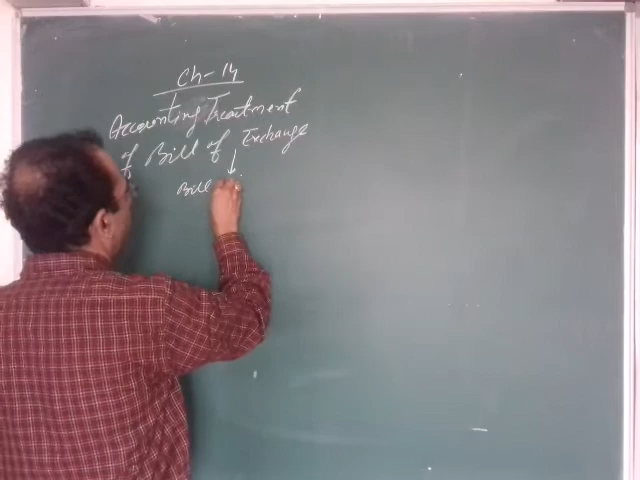 Ch-14
Accounting Treatment
of Bill of Exchange
Bill